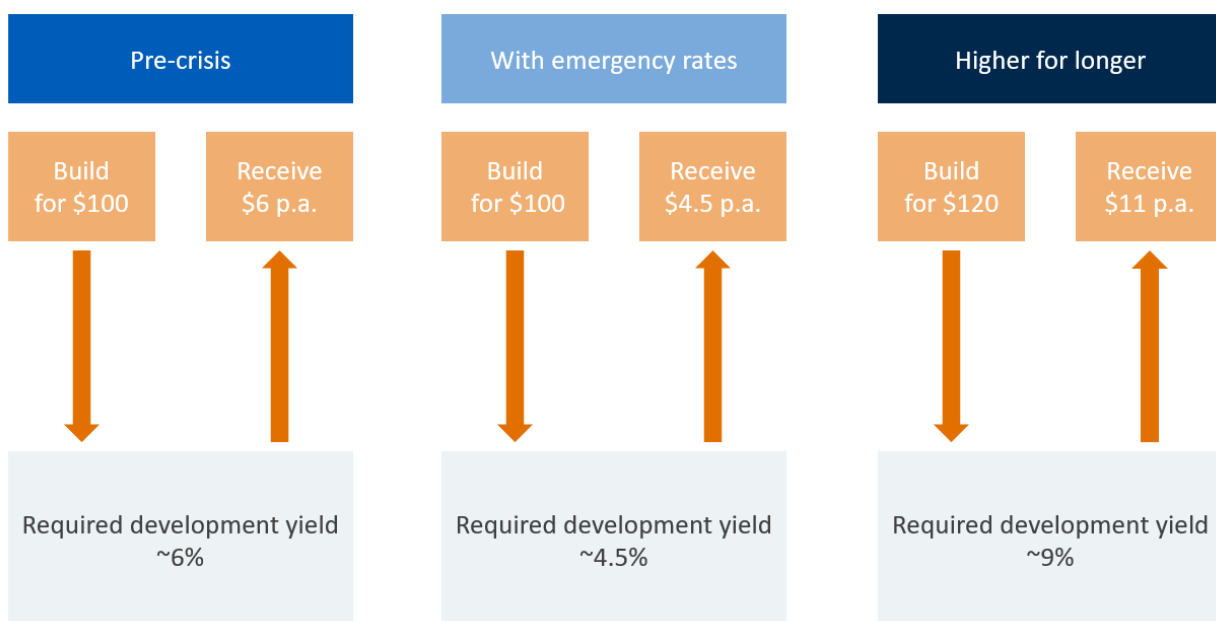 Pre-crisis
With emergency rates
Higher for longer
Build
for $100
Receive
$6 p.a.
Build
for $100
Receive
$4.5 p.a.
Build
for $120
Receive
$11 p.a.
Required development yield
~6%
Required development yield
~4.5%
Required development yield
~9%